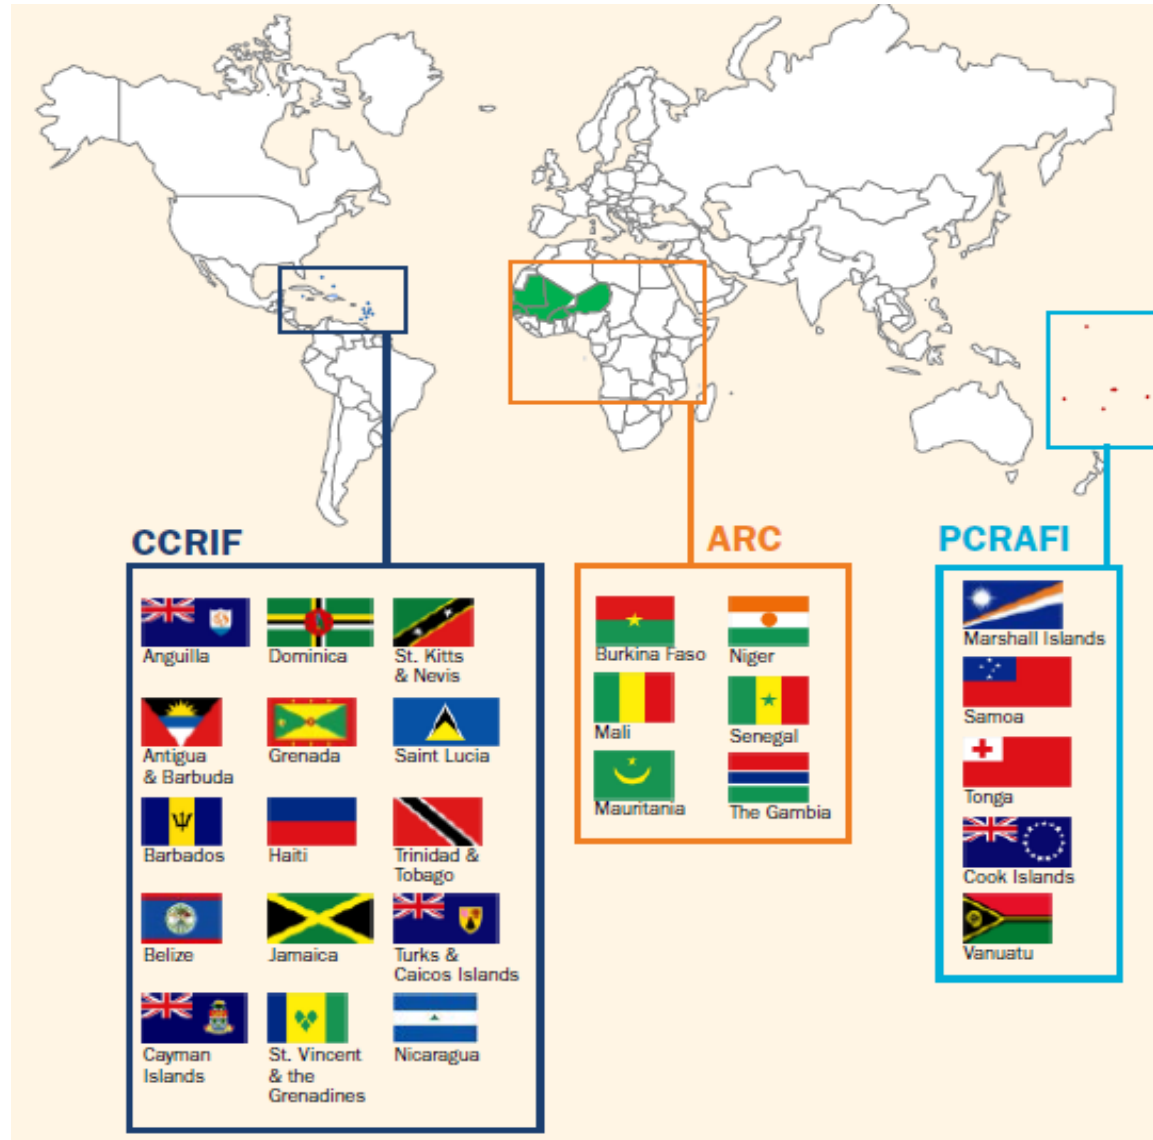 CCRIF
Anguilla
Dominica
St. Kitts
& Nevis
Antigua
& Barbuda
Grenada
Saint Lucia
Barbados
Haiti
Trinidad &
Tobago
Belize
Jamaica
Turks &
Caicos Islands
Cayman
Islands
St. Vincent
& the
Grenadines
Nicaragua
ARC
Burkina Faso
Niger
Mali
Senegal
Mauritania
The Gambia
PCRAFI
Marshall Islands
Samoa
Tonga
Cook Islands
Vanuatu